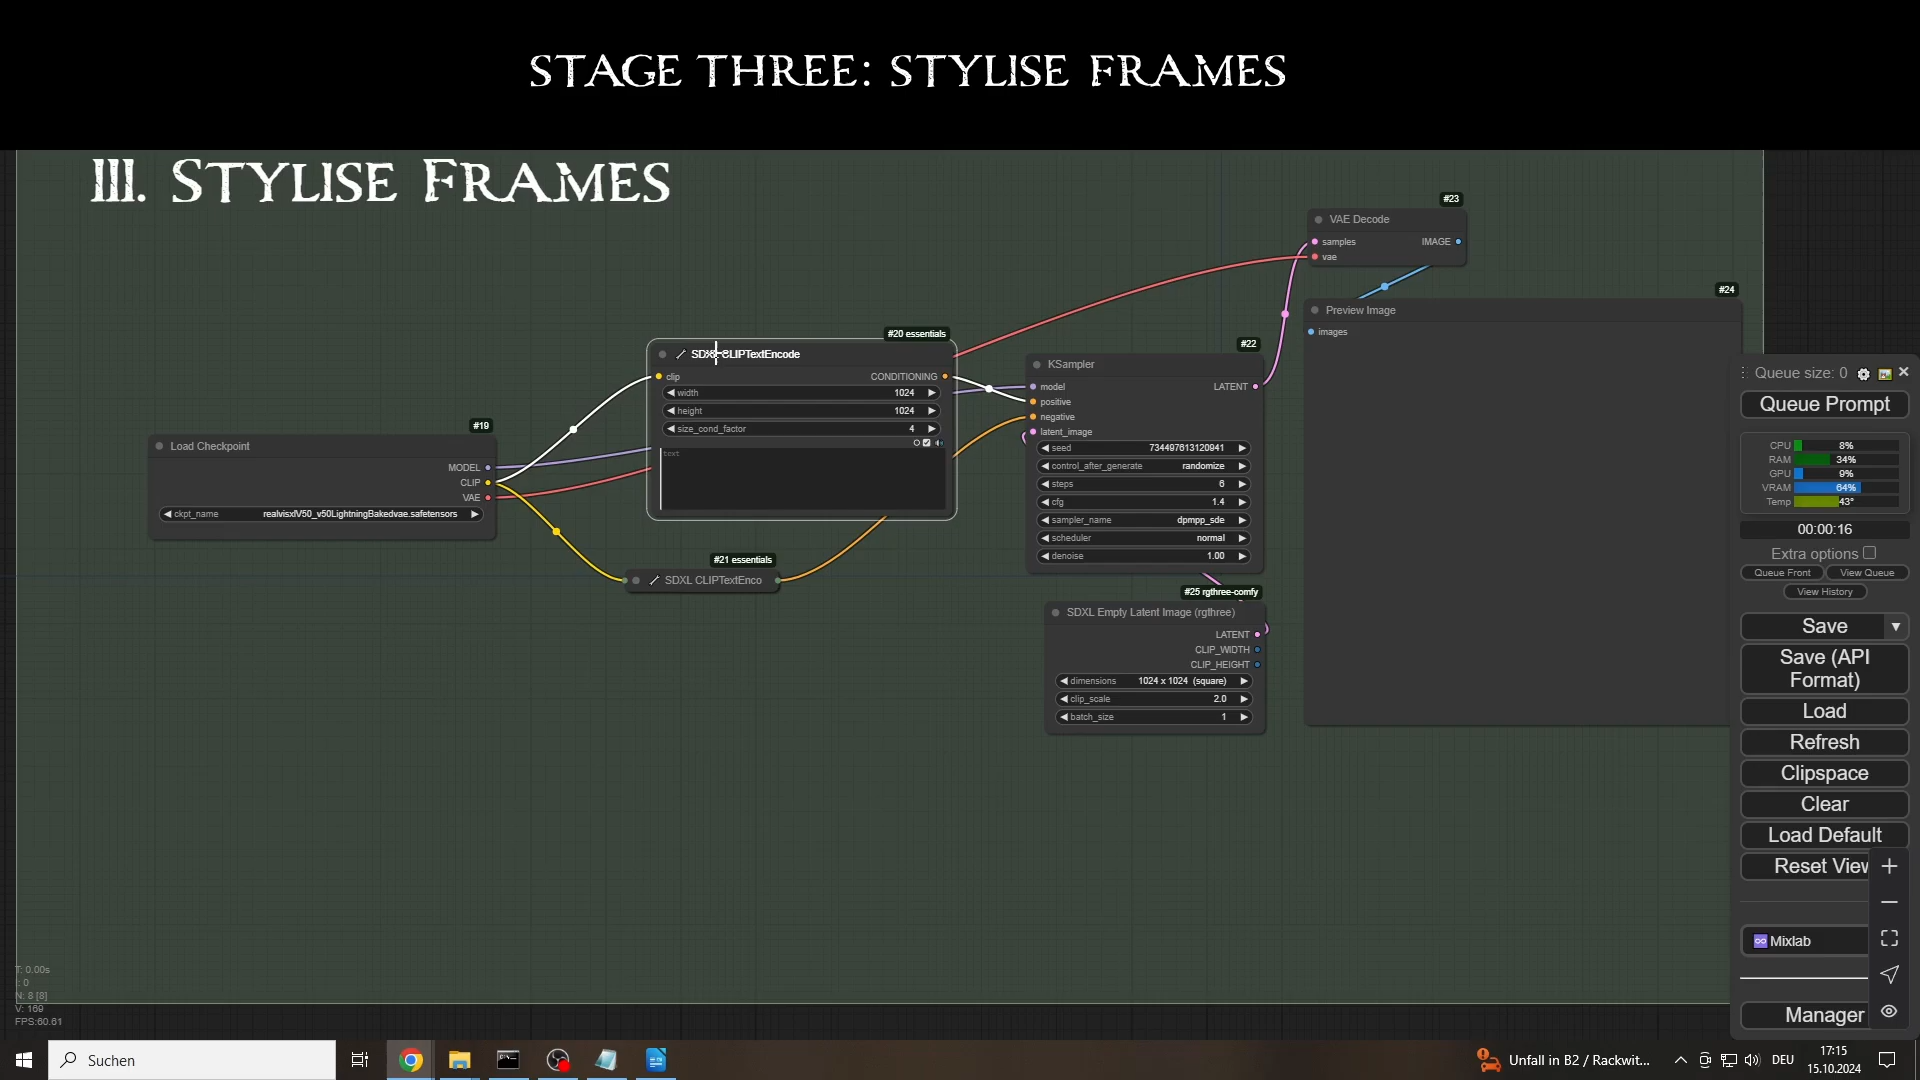 STAGE THREE: STYLISE FRAMES
III. STYLISE FRAMES
#23
VAE Decode
samples IMAGE
vae
#24
Preview Image
images
#20 essentials
SDXL CLIPTextEncode
clip CONDITIONING
width 1024
height 1024
size_cond_factor 4
text
#22
KSampler
model LATENT
positive
negative
latent_image
seed 734497613120941
control_after_generate randomize
steps 6
cfg 1.4
sampler_name dpmpp_sde
scheduler normal
denoise 1.00
#19
Load Checkpoint
MODEL
CLIP
VAE
ckpt_name realvisxlV50_v50LightningBakedvae.safetensors
#21 essentials
SDXL CLIPTextEnco
#25 rgthree-comfy
SDXL Empty Latent Image (rgthree)
LATENT
CLIP_WIDTH
CLIP_HEIGHT
dimensions 1024 x 1024 (square)
clip_scale 2.0
batch_size 1
Queue size: 0
Queue Prompt
CPU 8%
RAM 34%
GPU 9%
VRAM 64%
Temp 43°
00:00:16
Extra options
Queue Front View Queue
View History
Save
Save (API
Format)
Load
Refresh
Clipspace
Clear
Load Default
Reset View
Mixlab
Manager
T: 0.00s
I: 0
N: 8 [8]
V: 169
FPS:60.61
Suchen
Unfall in B2 / Rackwit...
DEU
17:15
15.10.2024